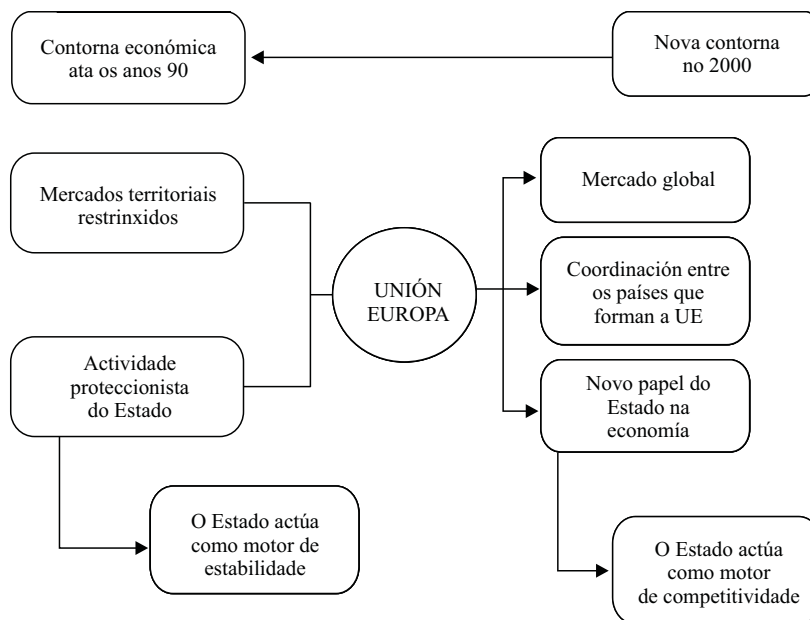 Contorna económica
ata os anos 90
Nova contorna
no 2000
Mercados territoriais
restrinxidos
Actividade
proteccionista
do Estado
O Estado actúa
como motor de
estabilidade
UNIÓN
EUROPA
Mercado global
Coordinación entre
os países que
forman a UE
Novo papel do
Estado na
economía
O Estado actúa
como motor
de competitividade